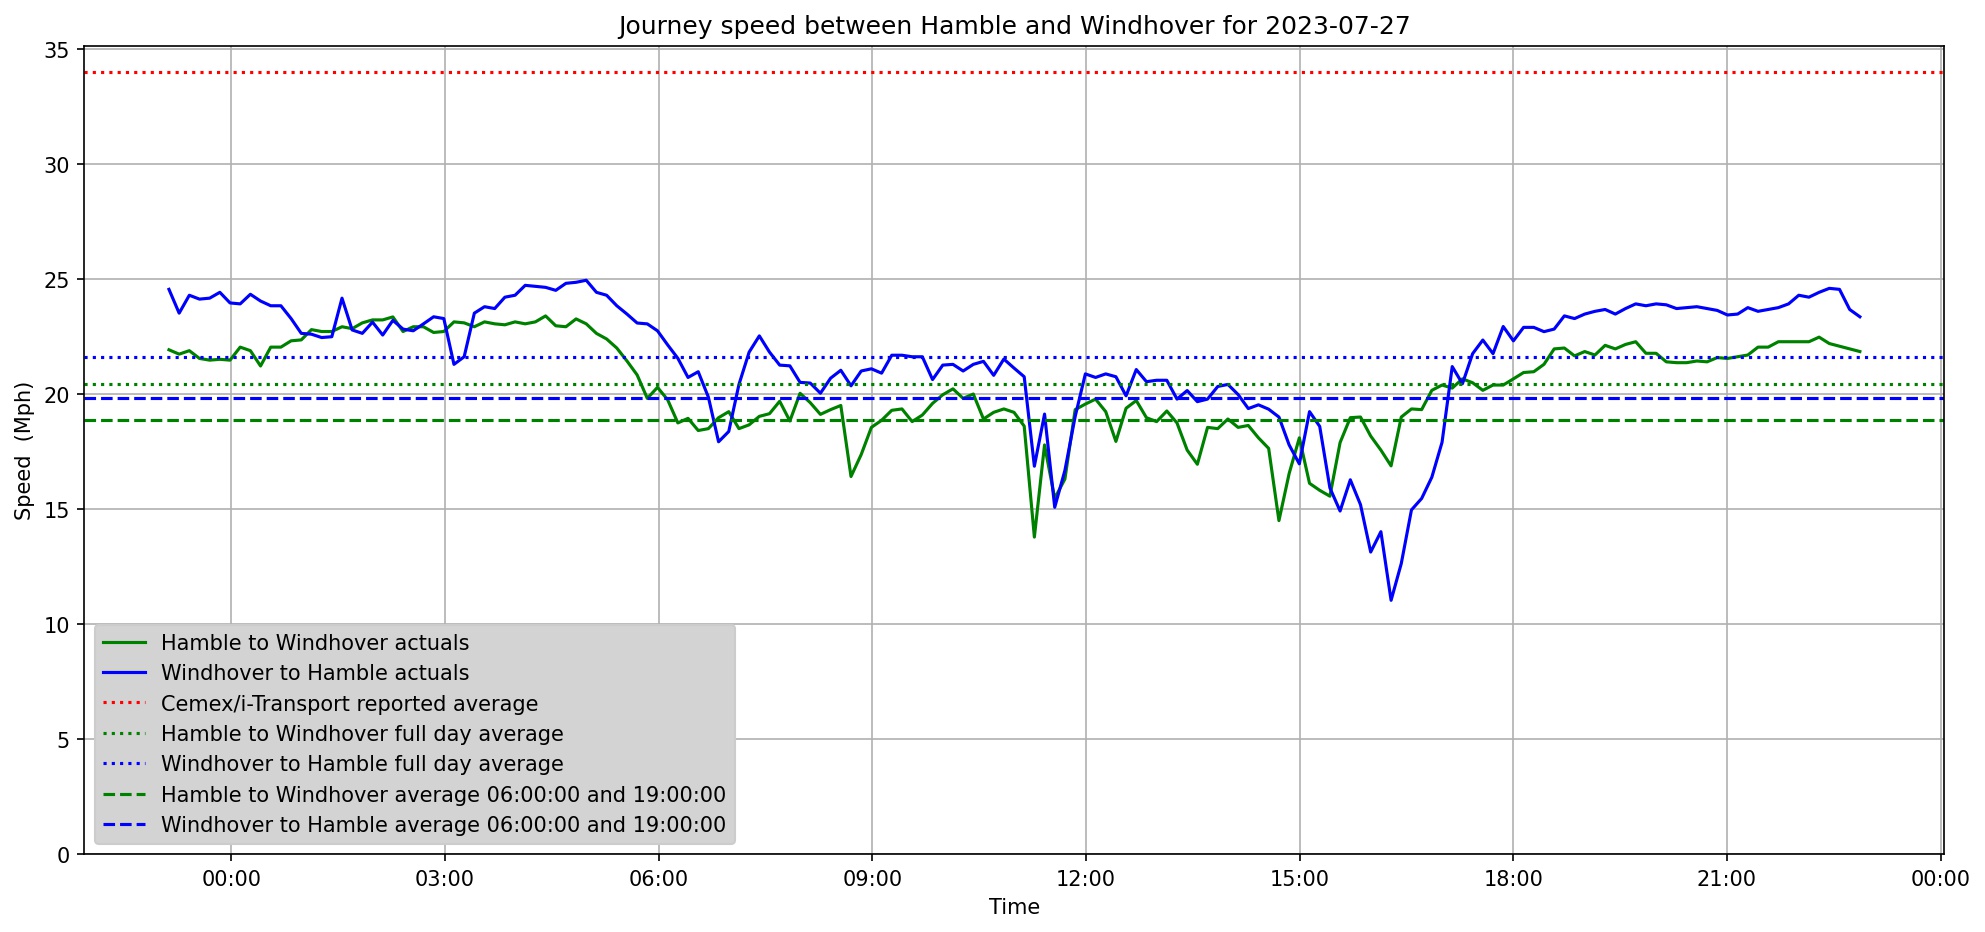 Journey speed between Hamble and Windhover for 2023-07-27
35
30
25
20
15
10
5
0
Speed (Mph)
Hamble to Windhover actuals
Windhover to Hamble actuals
Cemex/i-Transport reported average
Hamble to Windhover full day average
Windhover to Hamble full day average
Hamble to Windhover average 06:00:00 and 19:00:00
Windhover to Hamble average 06:00:00 and 19:00:00
00:00 03:00 06:00 09:00 12:00 15:00 18:00 21:00 00:00
Time